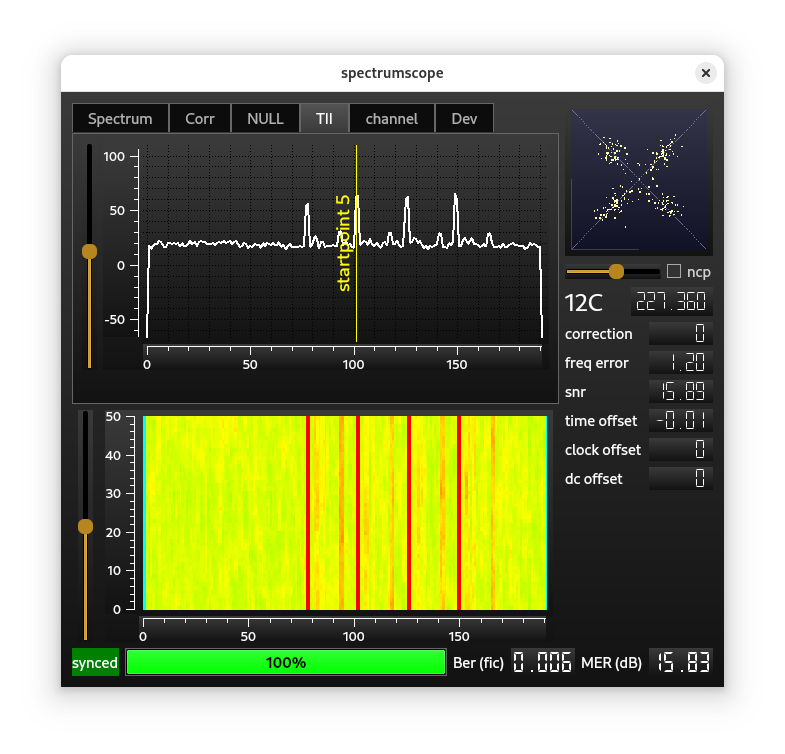 spectrumscope
Spectrum Corr NULL TII channel Dev
100
50
0
-50
startpoint 5
0 50 100 150
ncp
12C 227.360
correction 0
freq error 1.20
snr 15.89
time offset -0.01
clock offset 0
dc offset 0
50
40
30
20
10
0
0 50 100 150
synced 100% Ber (fic) 0.006 MER (dB) 15.83